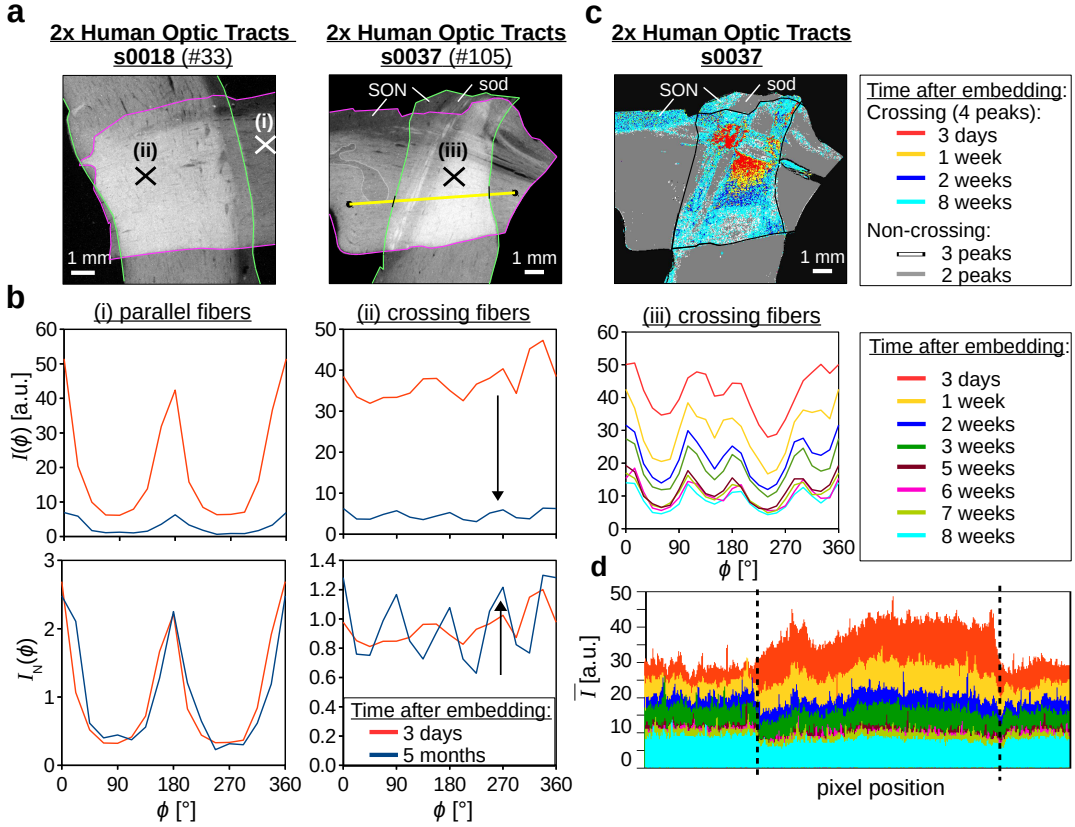 a
2x Human Optic Tracts
s0018 (#33)
(i)
(ii)
1 mm
2x Human Optic Tracts
s0037 (#105)
SON
sod
(iii)
1 mm
c
2x Human Optic Tracts
s0037
SON
sod
1 mm
Time after embedding:
Crossing (4 peaks):
3 days
1 week
2 weeks
8 weeks
Non-crossing:
3 peaks
2 peaks
b
(i) parallel fibers
I(ϕ) [a.u.]
60
50
40
30
20
10
0
(ii) crossing fibers
50
40
30
20
10
0
(iii) crossing fibers
60
50
40
30
20
10
0
0 90 180 270 360
ϕ [°]
Time after embedding:
3 days
1 week
2 weeks
3 weeks
5 weeks
6 weeks
7 weeks
8 weeks
I_N(ϕ)
3
2
1
0
0 90 180 270 360
ϕ [°]
1.4
1.2
1.0
0.8
0.6
0.4
0.2
0.0
Time after embedding:
3 days
5 months
0 90 180 270 360
ϕ [°]
d
I̅ [a.u.]
50
40
30
20
10
0
pixel position